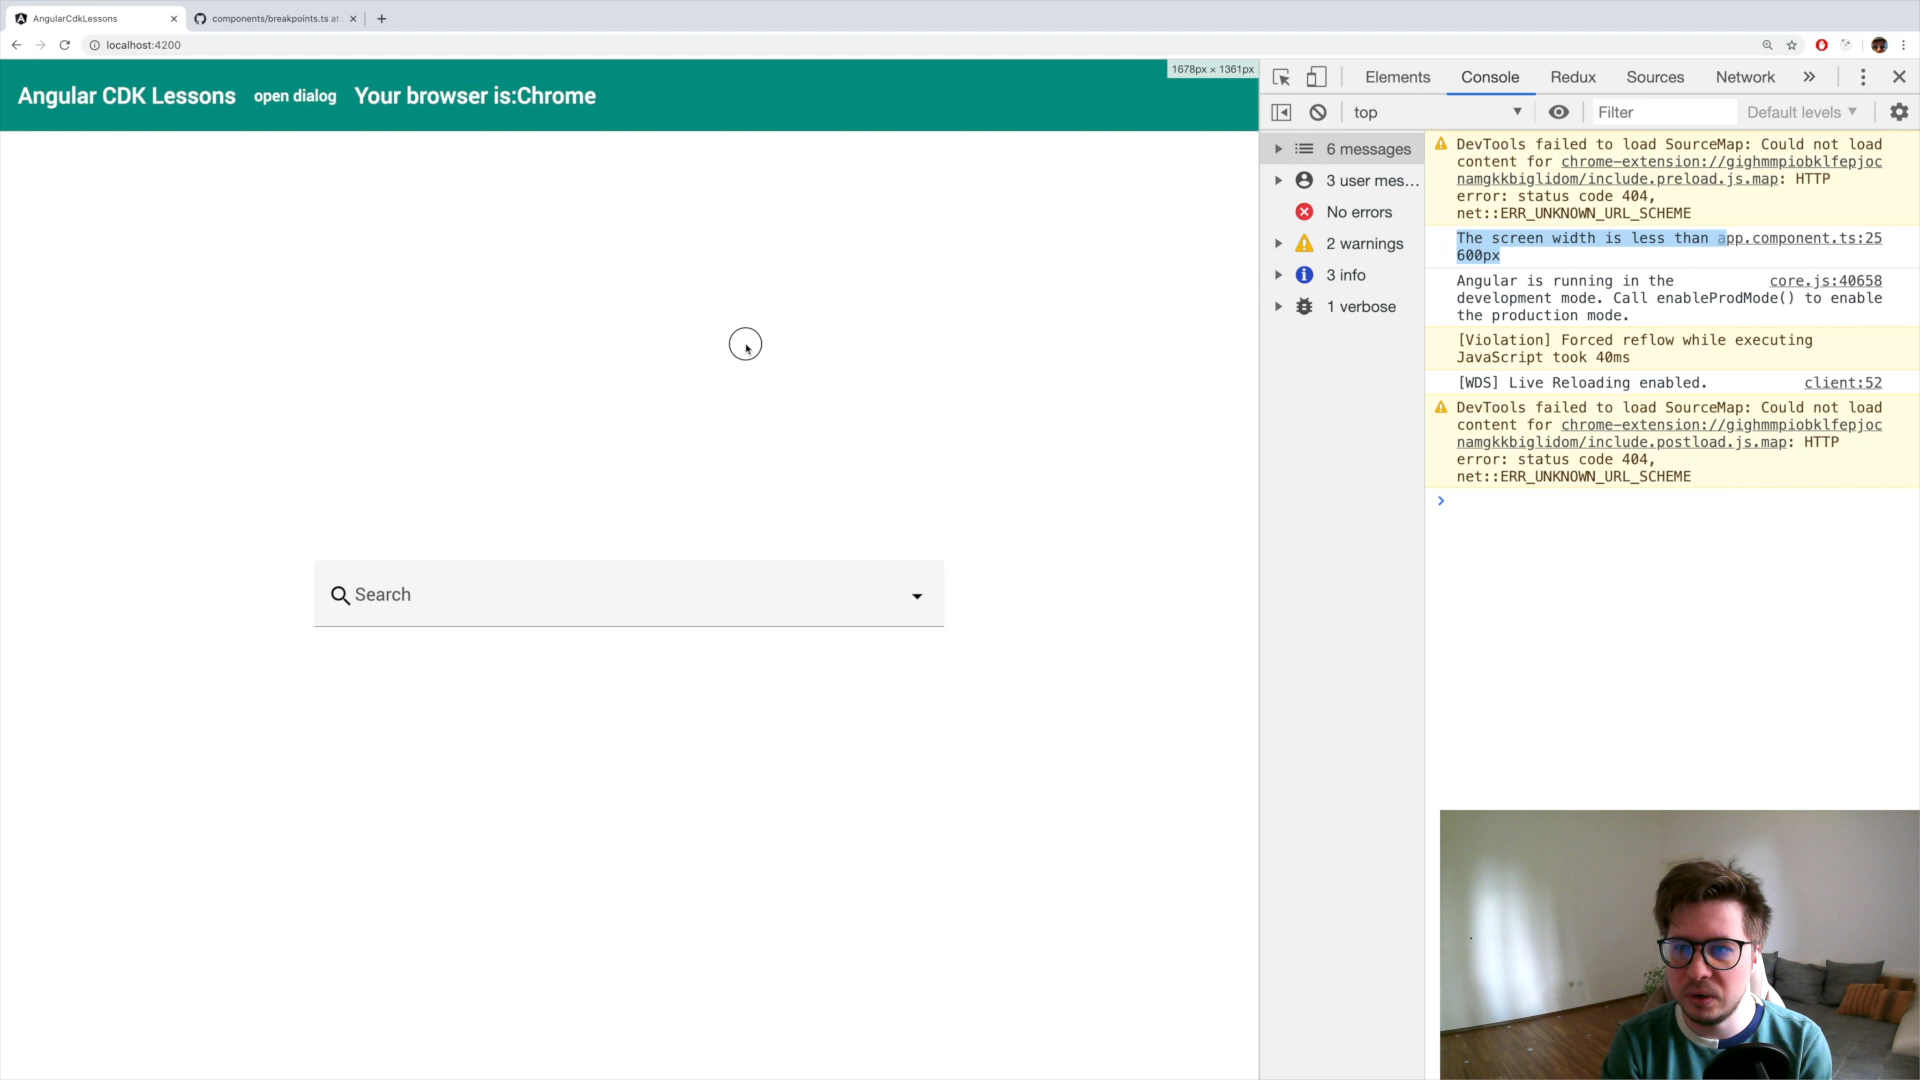 AngularCdkLessons
components/breakpoints.ts at
localhost:4200
Angular CDK Lessons open dialog Your browser is:Chrome
1678px × 1361px
Elements Console Redux Sources Network
top Filter Default levels
6 messages
3 user mes…
No errors
2 warnings
3 info
1 verbose
DevTools failed to load SourceMap: Could not load
content for chrome-extension://gighmmpiobklfepjoc
namgkkbiglidom/include.preload.js.map: HTTP
error: status code 404,
net::ERR_UNKNOWN_URL_SCHEME
The screen width is less than app.component.ts:25
600px
Angular is running in the core.js:40658
development mode. Call enableProdMode() to enable
the production mode.
[Violation] Forced reflow while executing
JavaScript took 40ms
[WDS] Live Reloading enabled. client:52
DevTools failed to load SourceMap: Could not load
content for chrome-extension://gighmmpiobklfepjoc
namgkkbiglidom/include.postload.js.map: HTTP
error: status code 404,
net::ERR_UNKNOWN_URL_SCHEME
Search